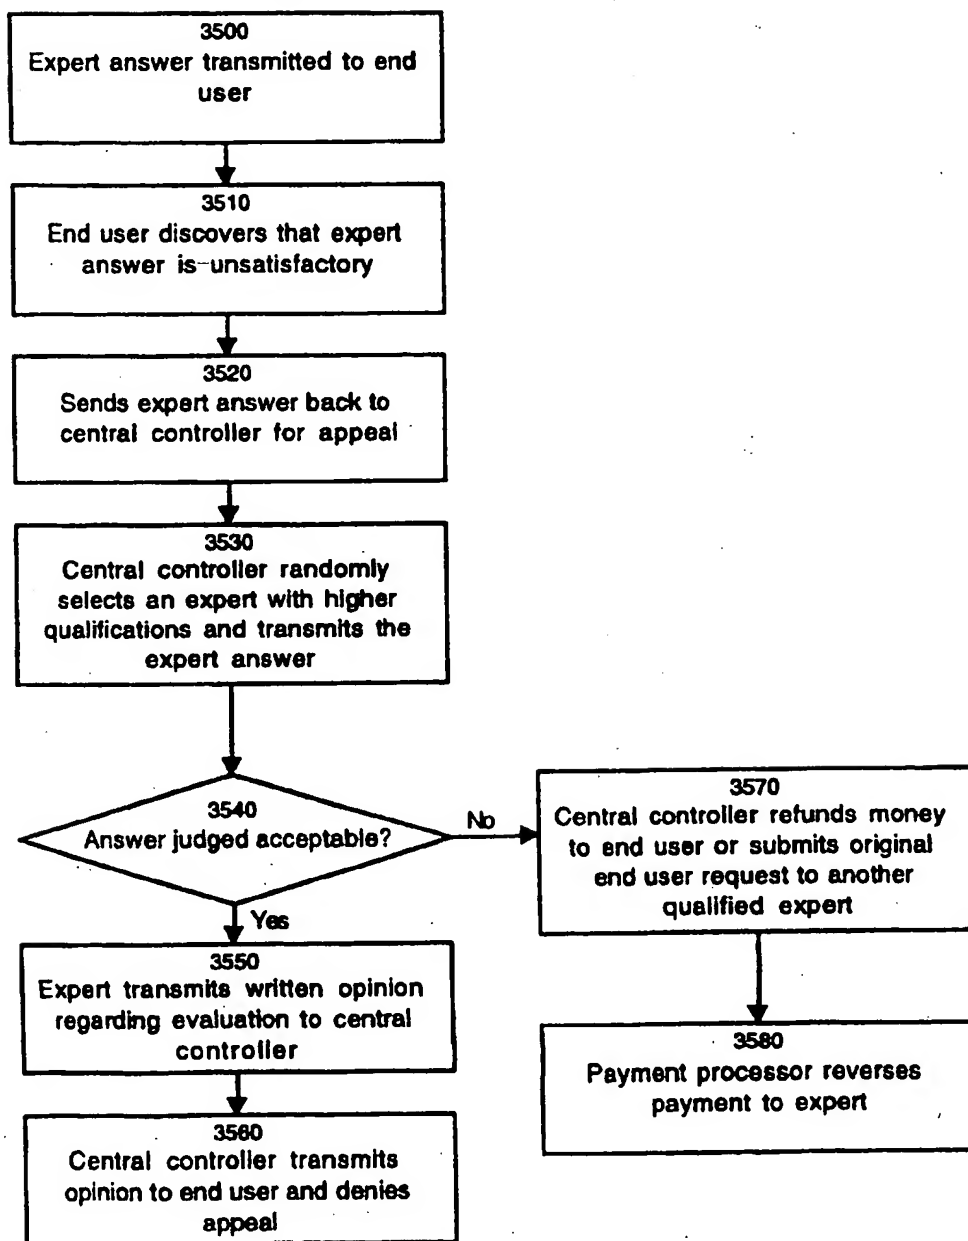 3500
Expert answer transmitted to end
user
3510
End user discovers that expert
answer is unsatisfactory
3520
Sends expert answer back to
central controller for appeal
3530
Central controller randomly
selects an expert with higher
qualifications and transmits the
expert answer
3540
Answer judged acceptable?
No
Yes
3570
Central controller refunds money
to end user or submits original
end user request to another
qualified expert
3550
Expert transmits written opinion
regarding evaluation to central
controller
3580
Payment processor reverses
payment to expert
3560
Central controller transmits
opinion to end user and denies
appeal